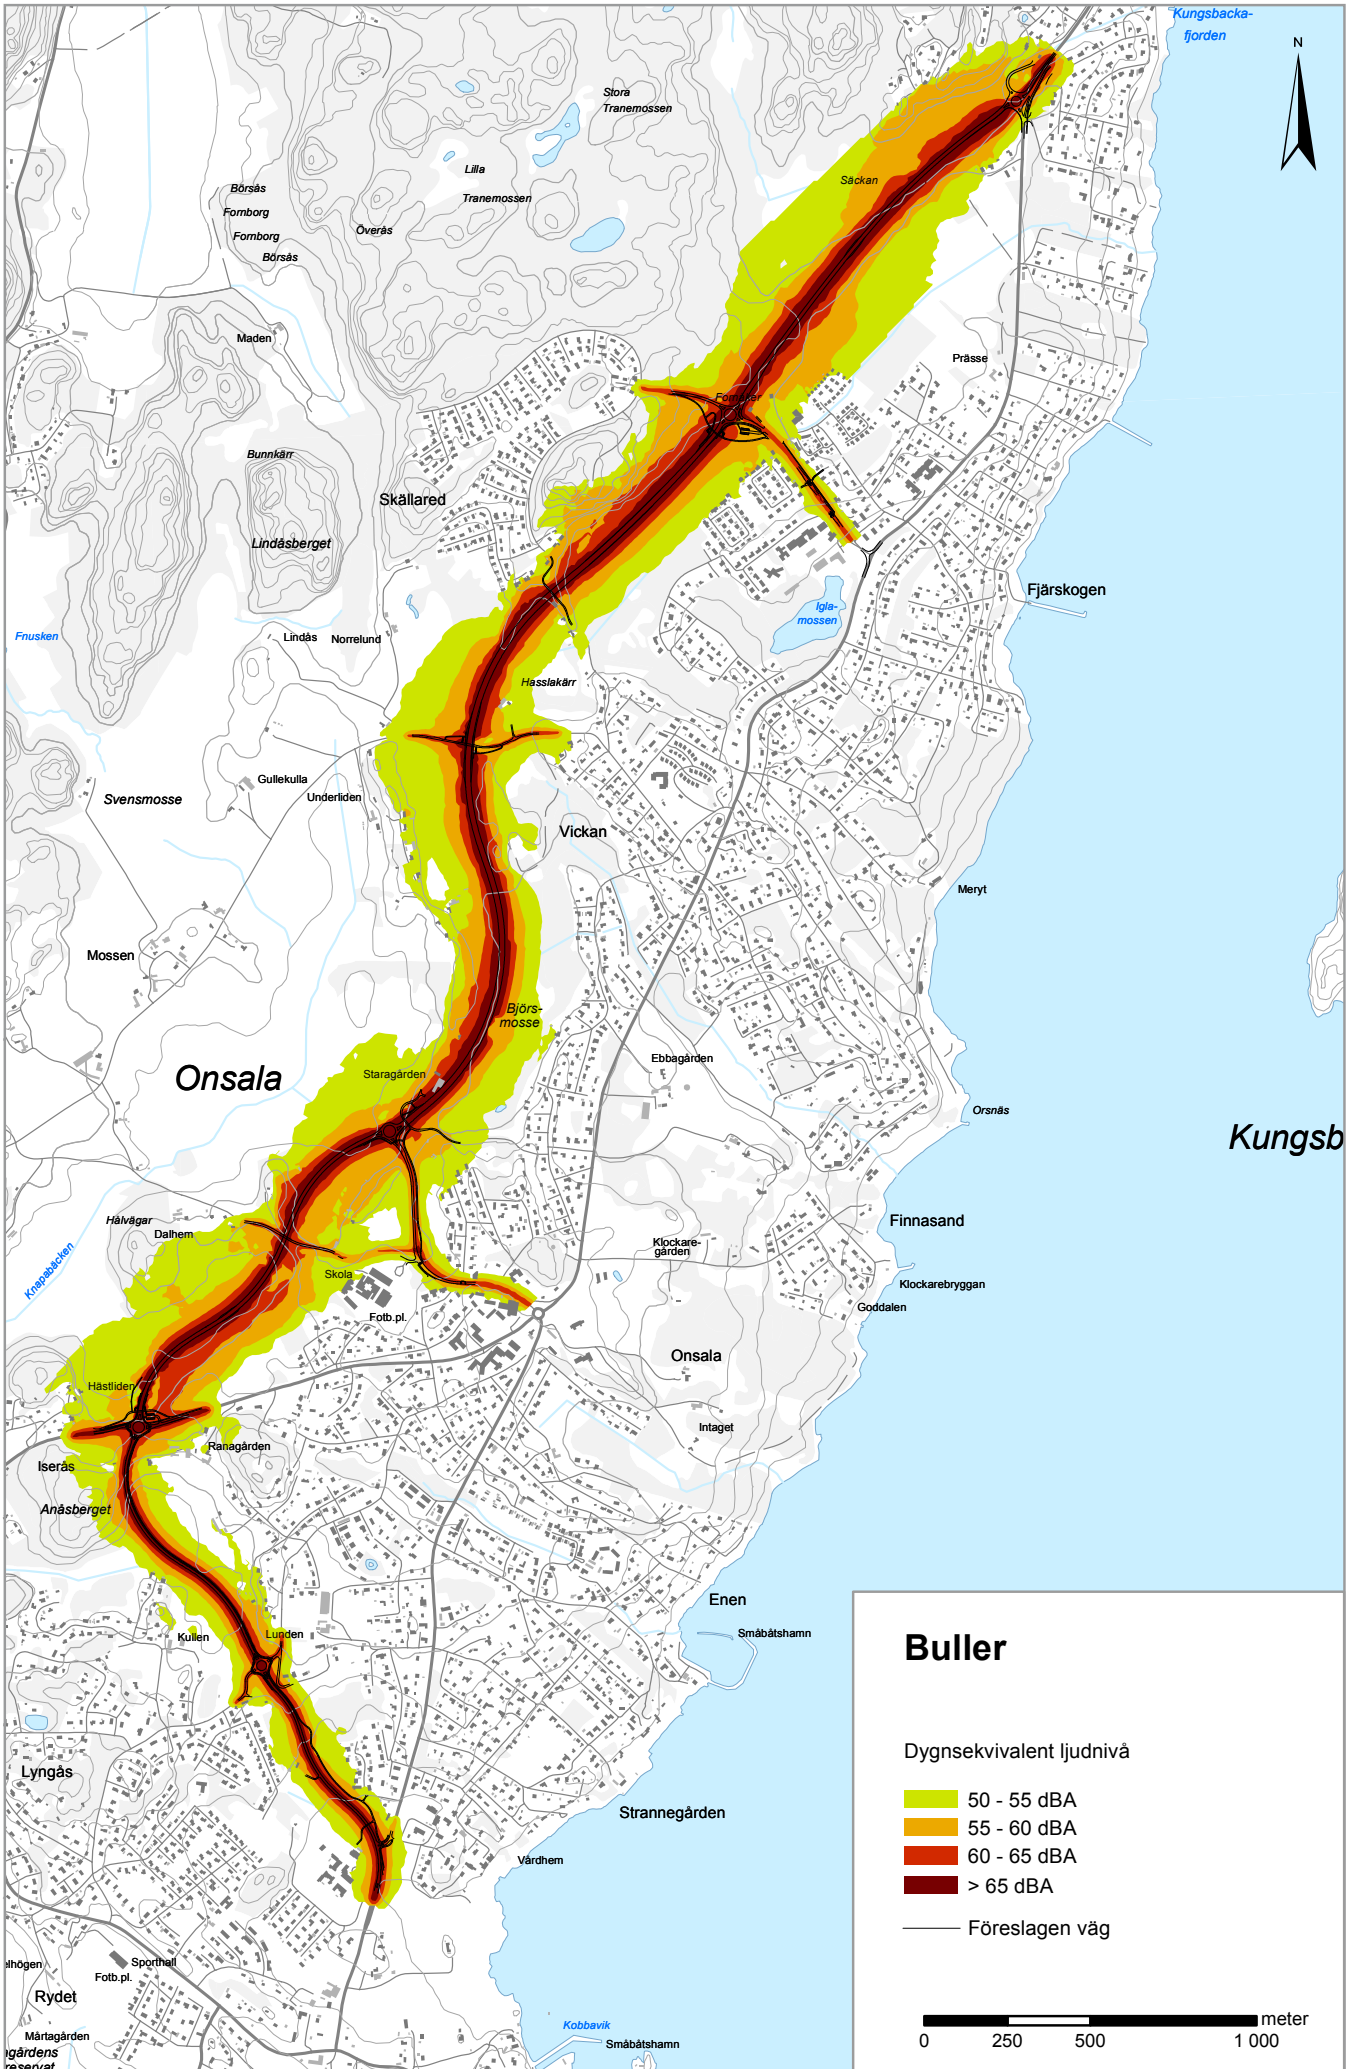 Kungsbacka-
fjorden
N
Stora
Tranemossen
Lilla
Tranemossen
Säckan
Börsås
Fornborg
Överås
Fornborg
Börsås
Maden
Prässe
Förnåker
Bunnkärr
Skällared
Lindåsberget
Fjärskogen
Igla-
mossen
Fnusken
Lindås
Norrelund
Hasslakärr
Gullekulla
Svensmosse
Underliden
Vickan
Meryt
Mossen
Björs-
mosse
Ebbagården
Onsala
Staragården
Orsnäs
Kungsb
Hålvägar
Dalhem
Finnasand
Klockare-
gården
Knapabäcken
Skola
Klockarebryggan
Goddalen
Fotb.pl.
Onsala
Hästliden
Intaget
Ranagården
Iserås
Anåsberget
Enen
Småbåtshamn
Kullen
Lunden
Buller
Dygnsekvivalent ljudnivå
Lyngås
50 - 55 dBA
Strannegården
55 - 60 dBA
60 - 65 dBA
Vårdhem
> 65 dBA
Föreslagen väg
elhögen
Sporthall
Fotb.pl.
Rydet
meter
0 250 500 1 000
Kobbavik
Mårtagården
Småbåtshamn
gårdens
reservat